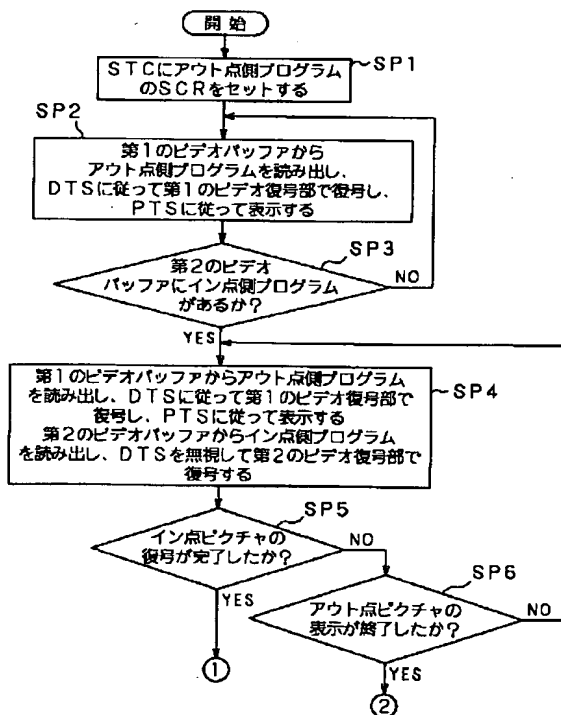 開始
SP1
STCにアウト点側プログラム
のSCRをセットする
SP2
第1のビデオバッファから
アウト点側プログラムを読み出し、
DTSに従って第1のビデオ復号部で復号し、
PTSに従って表示する
SP3
第2のビデオ
バッファにイン点側プログラム
があるか?
NO
YES
第1のビデオバッファからアウト点側プログラム
を読み出し、DTSに従って第1のビデオ復号部で
復号し、PTSに従って表示する
第2のビデオバッファからイン点側プログラム
を読み出し、DTSを無視して第2のビデオ復号部で
復号する
SP4
SP5
イン点ピクチャの
復号が完了したか?
NO
YES
SP6
アウト点ピクチャの
表示が終了したか?
NO
YES
①
②